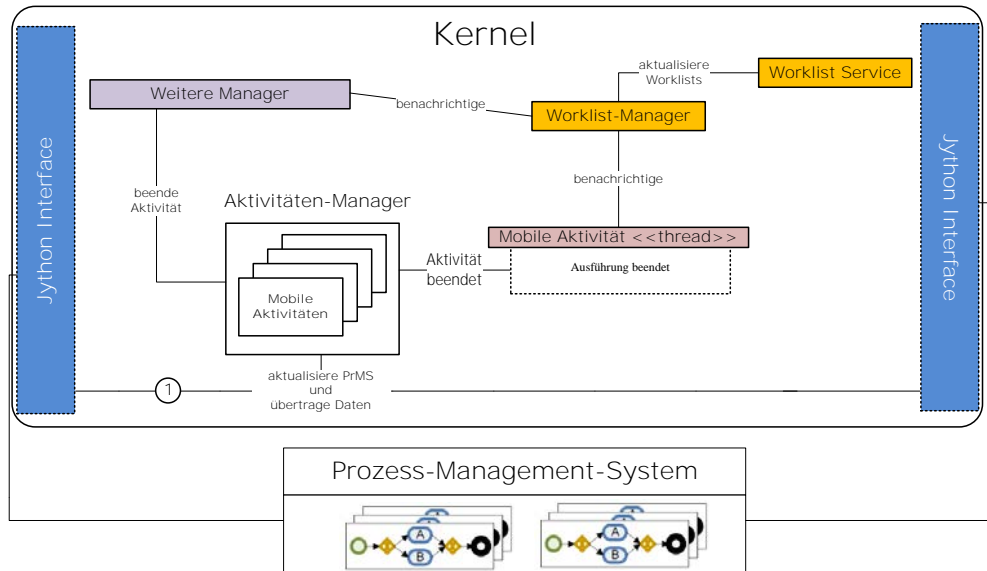 Kernel
aktualisiere
Worklists
Worklist Service
Weitere Manager
benachrichtige
Worklist-Manager
Jython Interface
Jython Interface
benachrichtige
beende
Aktivität
Aktivitäten-Manager
Mobile Aktivität <<thread>>
Aktivität
beendet
Ausführung beendet
Mobile
Aktivitäten
aktualisiere PrMS
und
übertrage Daten
1
Prozess-Management-System
A
B
A
B